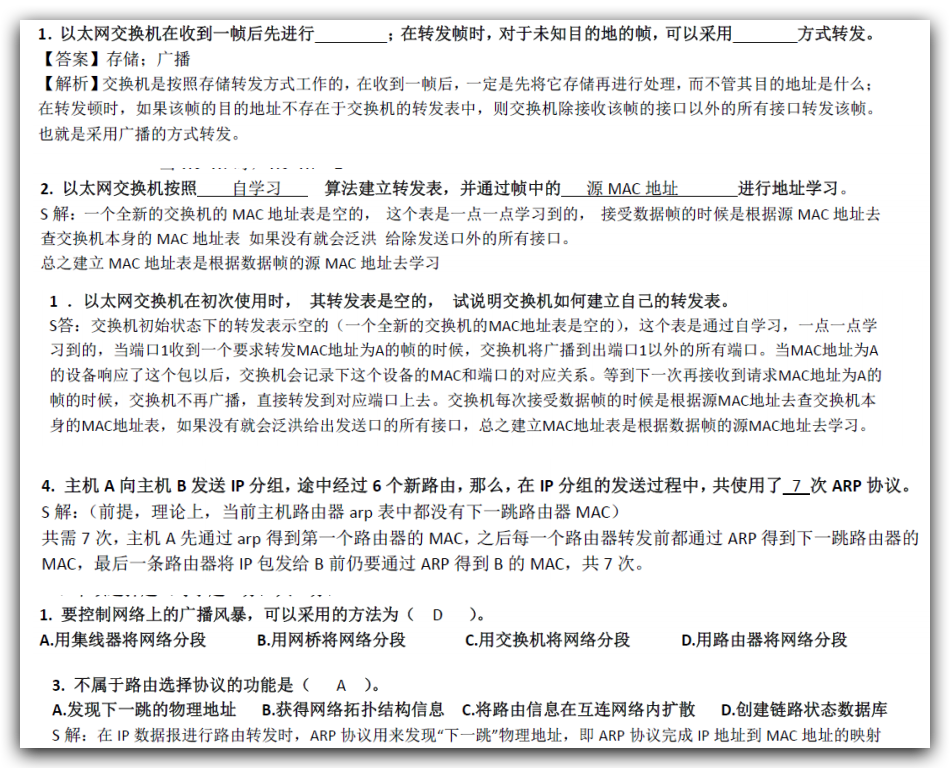 1. 以太网交换机在收到一帧后先进行________；在转发帧时，对于未知目的地的帧，可以采用_______方式转发。
【答案】存储；广播
【解析】交换机是按照存储转发方式工作的，在收到一帧后，一定是先将它存储再进行处理，而不管其目的地址是什么；
在转发顿时，如果该帧的目的地址不存在于交换机的转发表中，则交换机除接收该帧的接口以外的所有接口转发该帧。
也就是采用广播的方式转发。
2. 以太网交换机按照____自学习___ 算法建立转发表，并通过帧中的___源 MAC 地址_______进行地址学习。
S 解：一个全新的交换机的 MAC 地址表是空的， 这个表是一点一点学习到的， 接受数据帧的时候是根据源 MAC 地址去
查交换机本身的 MAC 地址表 如果没有就会泛洪 给除发送口外的所有接口。
总之建立 MAC 地址表是根据数据帧的源 MAC 地址去学习
1 ．以太网交换机在初次使用时， 其转发表是空的， 试说明交换机如何建立自己的转发表。
S答：交换机初始状态下的转发表示空的（一个全新的交换机的MAC地址表是空的），这个表是通过自学习，一点一点学
习到的，当端口1收到一个要求转发MAC地址为A的帧的时候，交换机将广播到出端口1以外的所有端口。当MAC地址为A
的设备响应了这个包以后，交换机会记录下这个设备的MAC和端口的对应关系。等到下一次再接收到请求MAC地址为A的
帧的时候，交换机不再广播，直接转发到对应端口上去。交换机每次接受数据帧的时候是根据源MAC地址去查交换机本
身的MAC地址表，如果没有就会泛洪给出发送口的所有接口，总之建立MAC地址表是根据数据帧的源MAC地址去学习。
4. 主机 A 向主机 B 发送 IP 分组，途中经过 6 个新路由，那么，在 IP 分组的发送过程中，共使用了_7_次 ARP 协议。
S 解：（前提，理论上，当前主机路由器 arp 表中都没有下一跳路由器 MAC）
共需 7 次，主机 A 先通过 arp 得到第一个路由器的 MAC，之后每一个路由器转发前都通过 ARP 得到下一跳路由器的
MAC，最后一条路由器将 IP 包发给 B 前仍要通过 ARP 得到 B 的 MAC，共 7 次。
1. 要控制网络上的广播风暴，可以采用的方法为（ D ）。
A.用集线器将网络分段 B.用网桥将网络分段 C.用交换机将网络分段 D.用路由器将网络分段
3. 不属于路由选择协议的功能是（ A ）。
A.发现下一跳的物理地址 B.获得网络拓扑结构信息 C.将路由信息在互连网络内扩散 D.创建链路状态数据库
S 解：在 IP 数据报进行路由转发时，ARP 协议用来发现“下一跳”物理地址，即 ARP 协议完成 IP 地址到 MAC 地址的映射